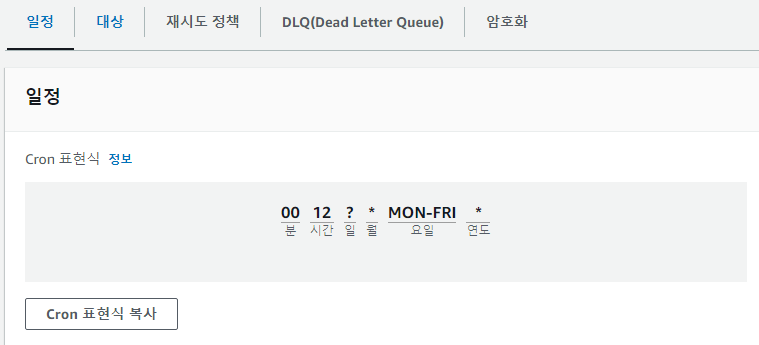 일정 대상 재시도 정책 DLQ(Dead Letter Queue) 암호화
일정
Cron 표현식 정보
00 12 ? * MON-FRI *
분 시간 일 월 요일 연도
Cron 표현식 복사